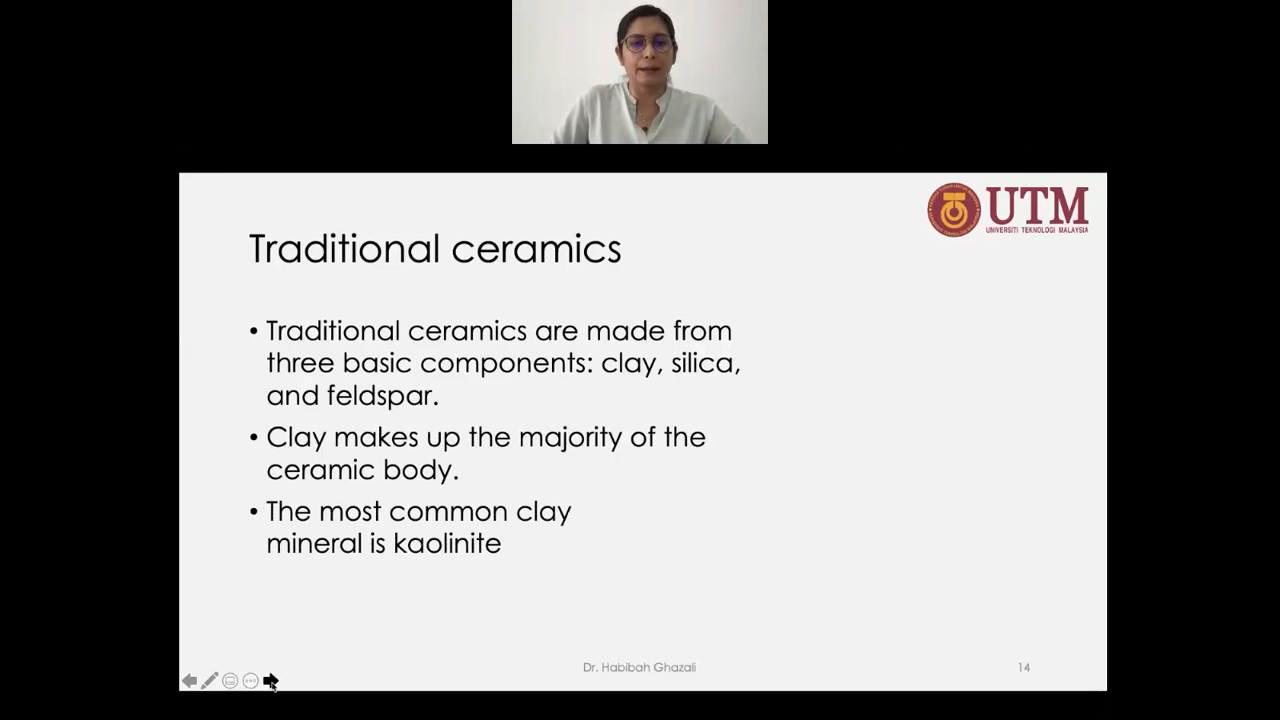 UTM
UNIVERSITI TEKNOLOGI MALAYSIA
Traditional ceramics
• Traditional ceramics are made from
three basic components: clay, silica,
and feldspar.
• Clay makes up the majority of the
ceramic body.
• The most common clay
mineral is kaolinite
Dr. Habibah Ghazali
14